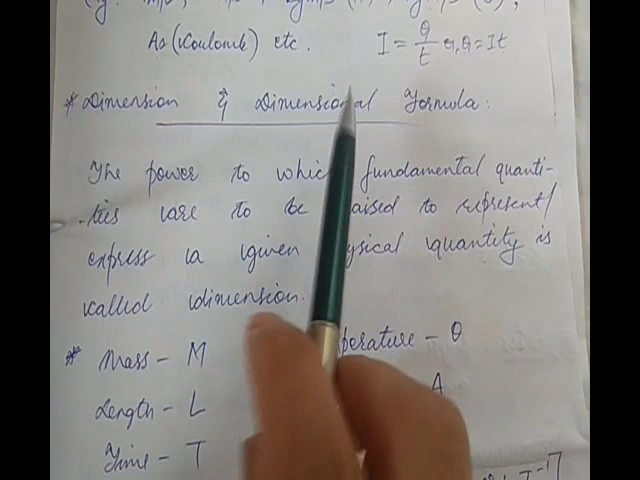 As (Coulomb) etc. I = Q/t or, Q = It
* Dimension & Dimensional Formula:
The power to which fundamental quanti-
ties are to be raised to represent/
express a given physical quantity is
called dimension.
* Mass - M perature - θ
Length - L A
Time - T